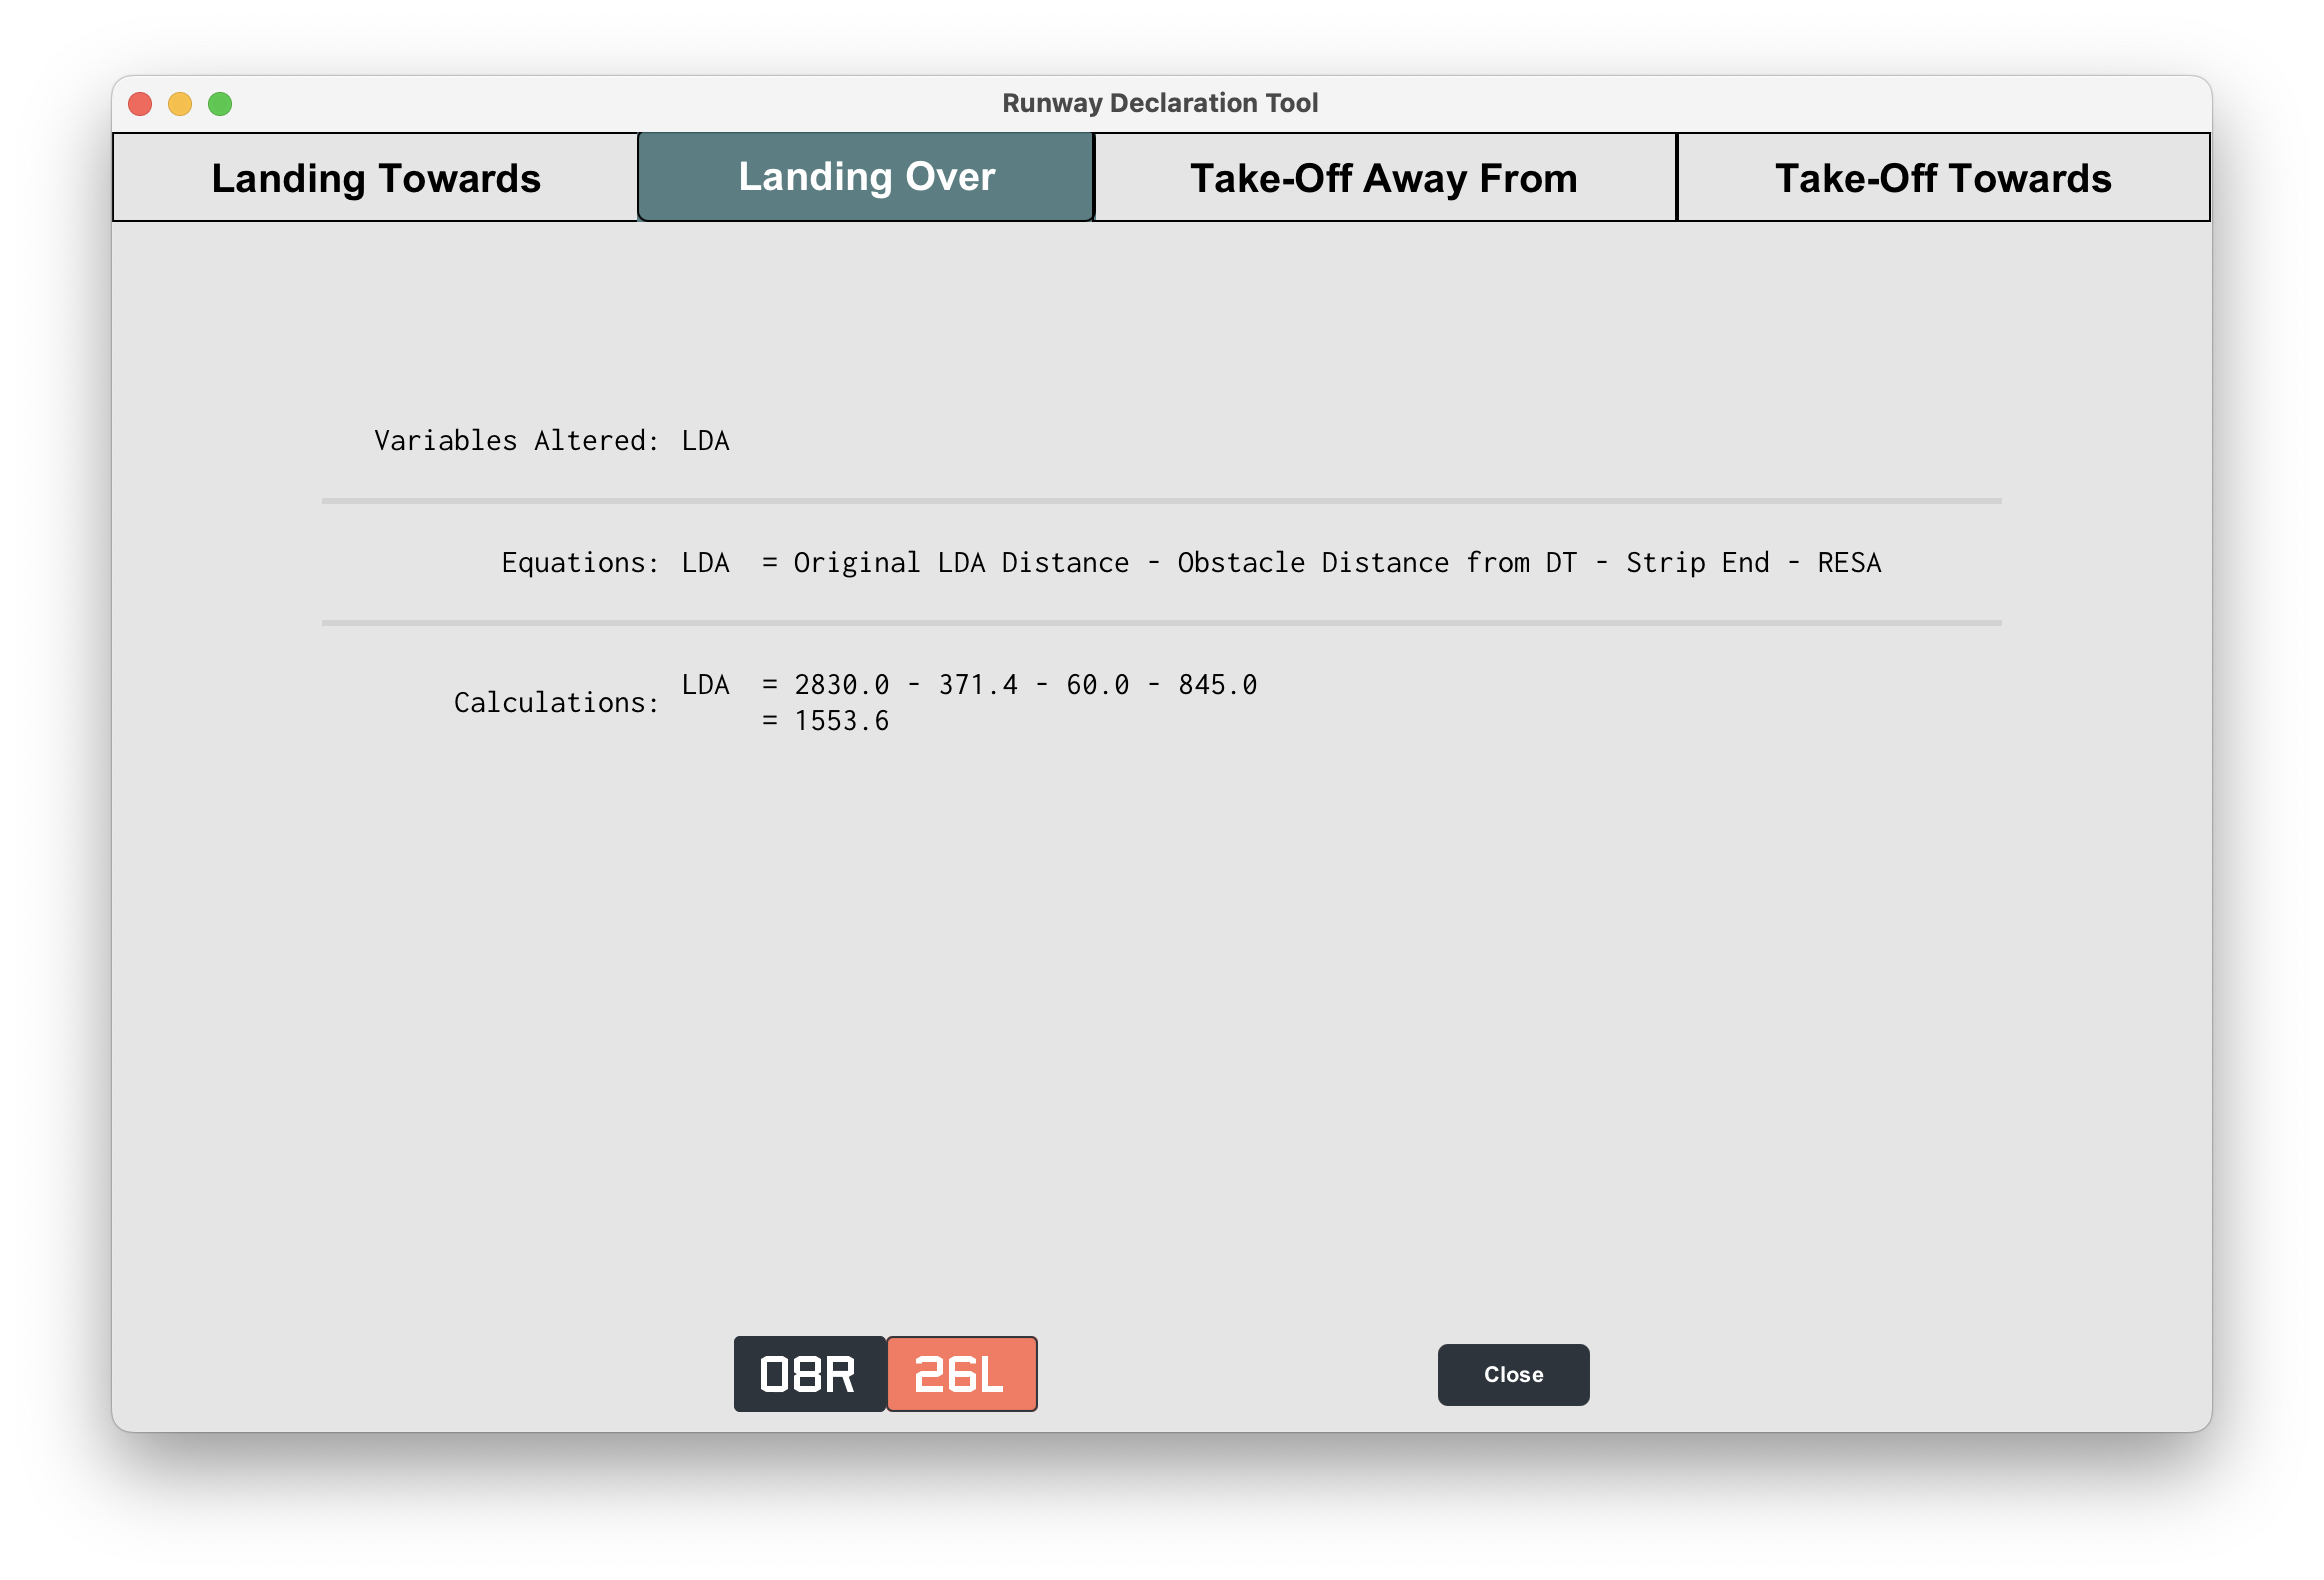 Runway Declaration Tool
Landing Towards
Landing Over
Take-Off Away From
Take-Off Towards
Variables Altered: LDA
Equations: LDA = Original LDA Distance - Obstacle Distance from DT - Strip End - RESA
Calculations: LDA = 2830.0 - 371.4 - 60.0 - 845.0
= 1553.6
08R
26L
Close